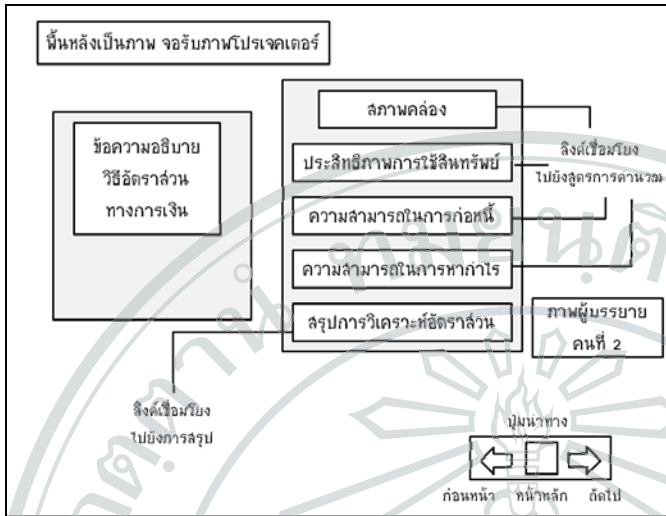 พื้นหลังเป็นภาพ จอรับภาพโปรเจคเตอร์
ข้อความอธิบาย
วิธีอัตราส่วน
ทางการเงิน
สภาพคล่อง
ประสิทธิภาพการใช้สินทรัพย์
ความสามารถในการก่อหนี้
ความสามารถในการหากำไร
สรุปการวิเคราะห์อัตราส่วน
ลิงค์เชื่อมโยง
ไปยังสูตรการคำนวณ
ภาพผู้บรรยาย
คนที่ 2
ลิงค์เชื่อมโยง
ไปยังการสรุป
ปุ่มนำทาง
ก่อนหน้า หน้าหลัก ถัดไป